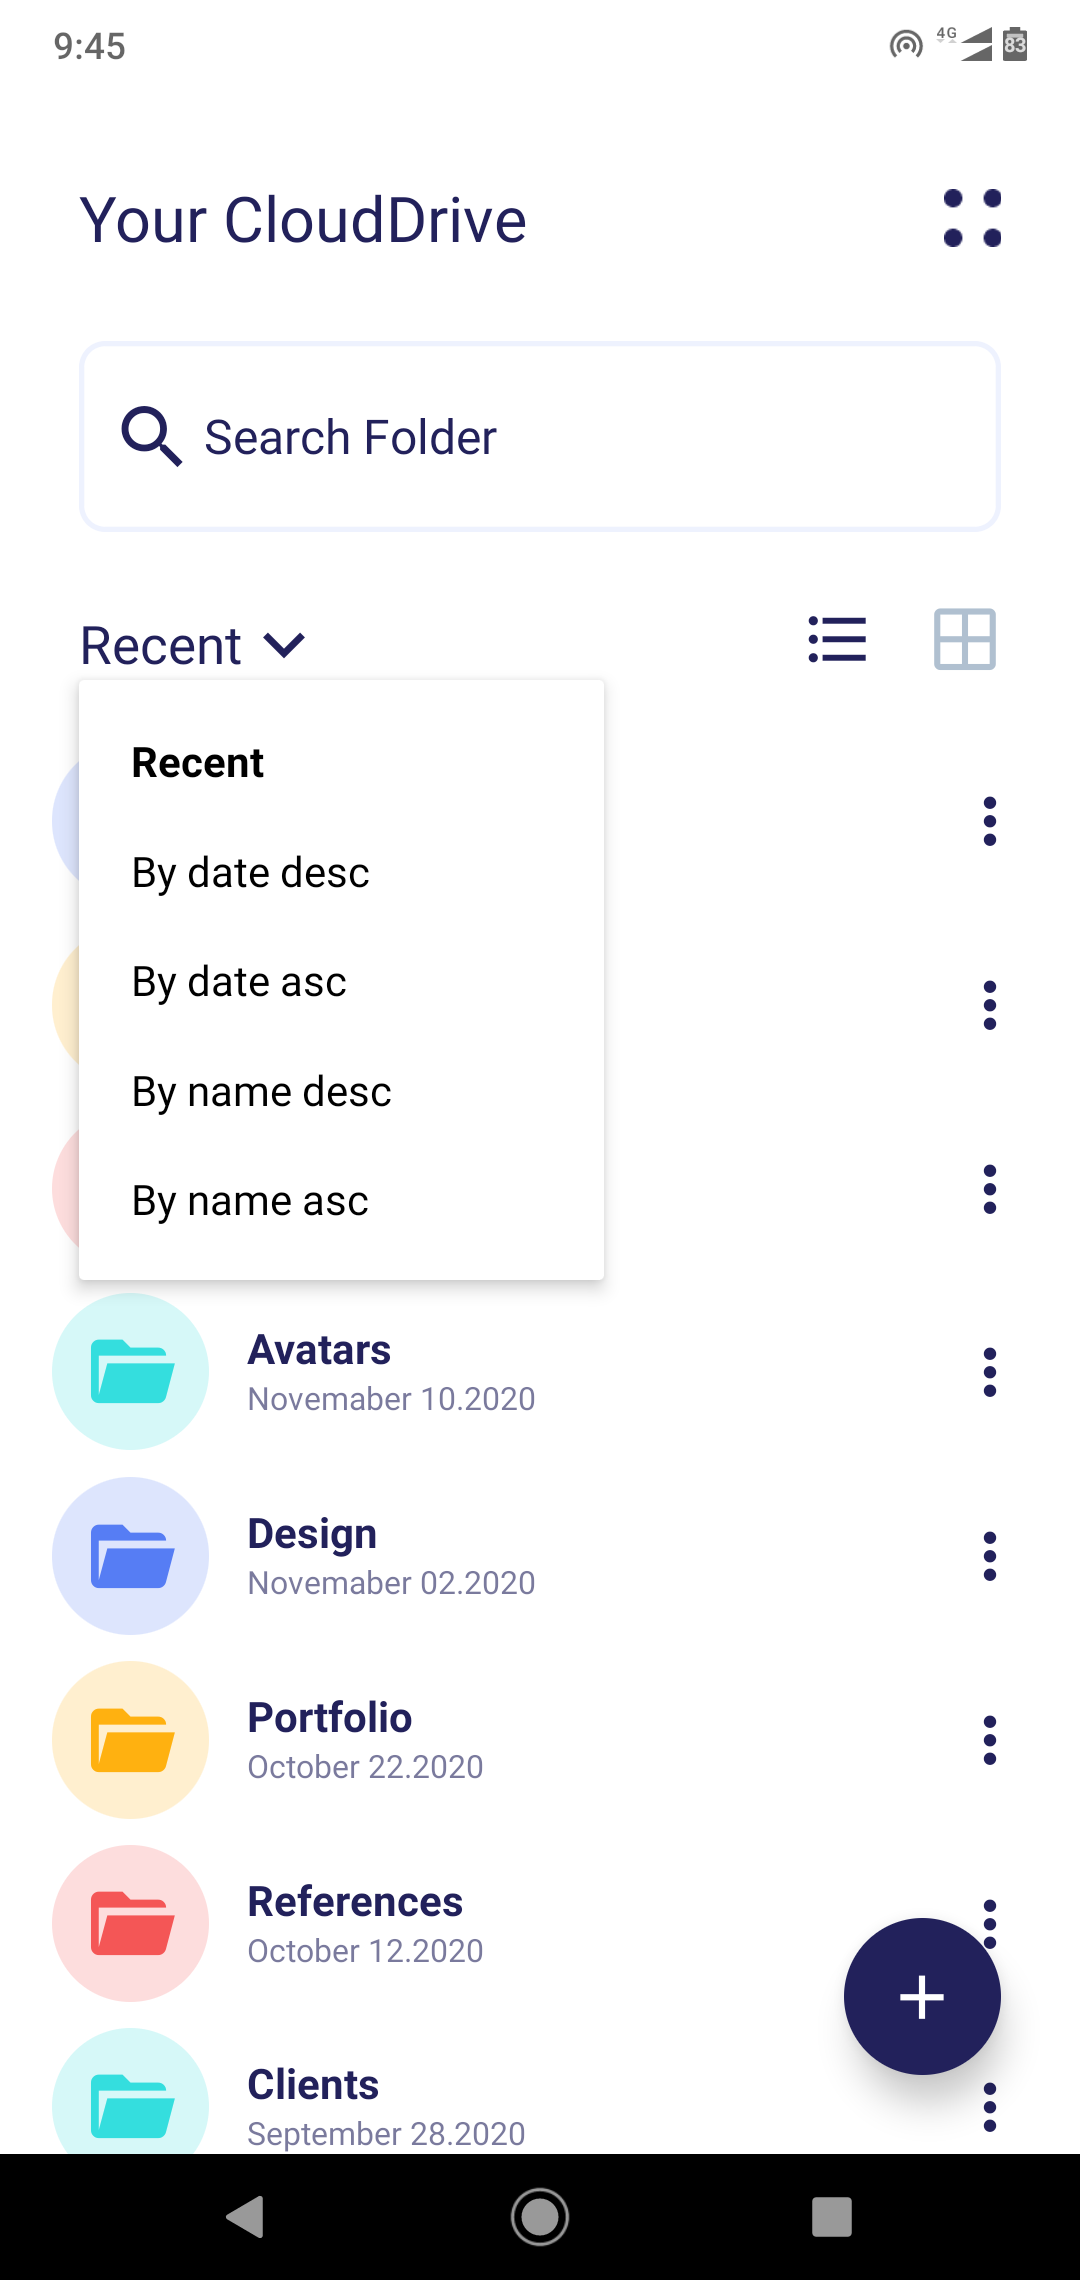 9:45
4G
83
Your CloudDrive
Search Folder
Recent
Recent
By date desc
By date asc
By name desc
By name asc
Avatars
Novemaber 10.2020
Design
Novemaber 02.2020
Portfolio
October 22.2020
References
October 12.2020
Clients
September 28.2020